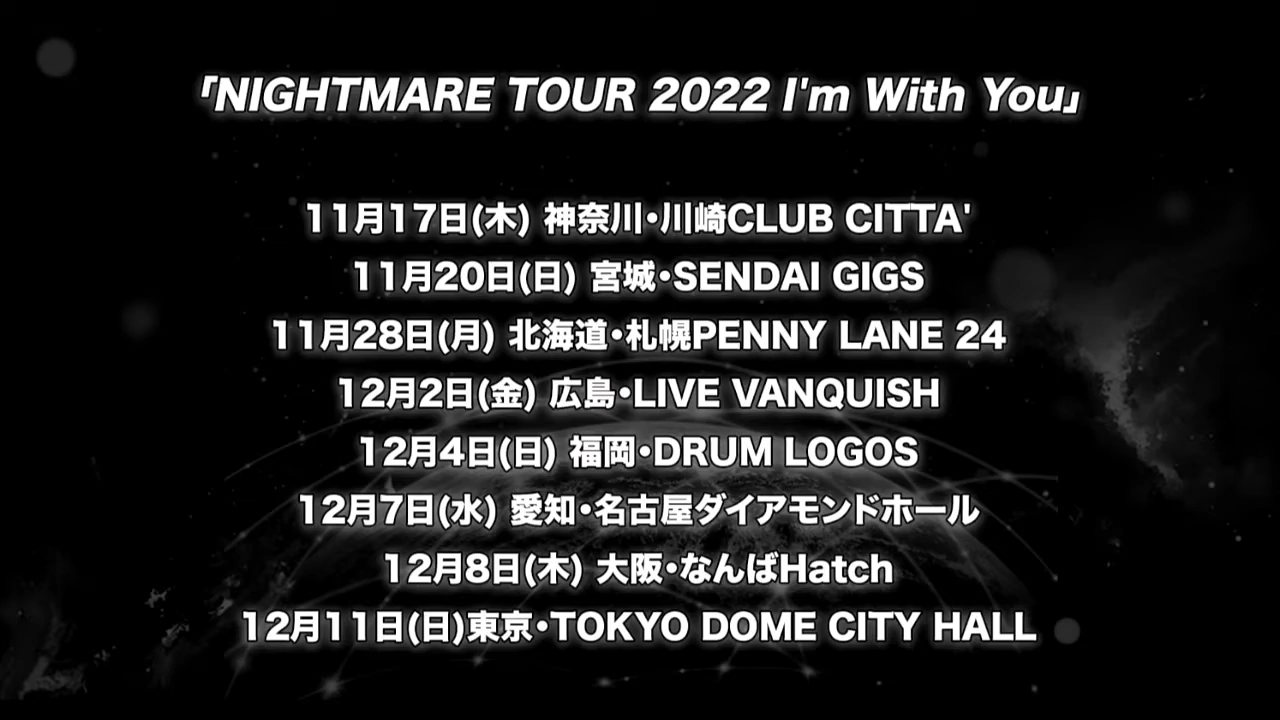 「NIGHTMARE TOUR 2022 I'm With You」
11月17日(木) 神奈川・川崎CLUB CITTA'
11月20日(日) 宮城・SENDAI GIGS
11月28日(月) 北海道・札幌PENNY LANE 24
12月2日(金) 広島・LIVE VANQUISH
12月4日(日) 福岡・DRUM LOGOS
12月7日(水) 愛知・名古屋ダイアモンドホール
12月8日(木) 大阪・なんばHatch
12月11日(日)東京・TOKYO DOME CITY HALL